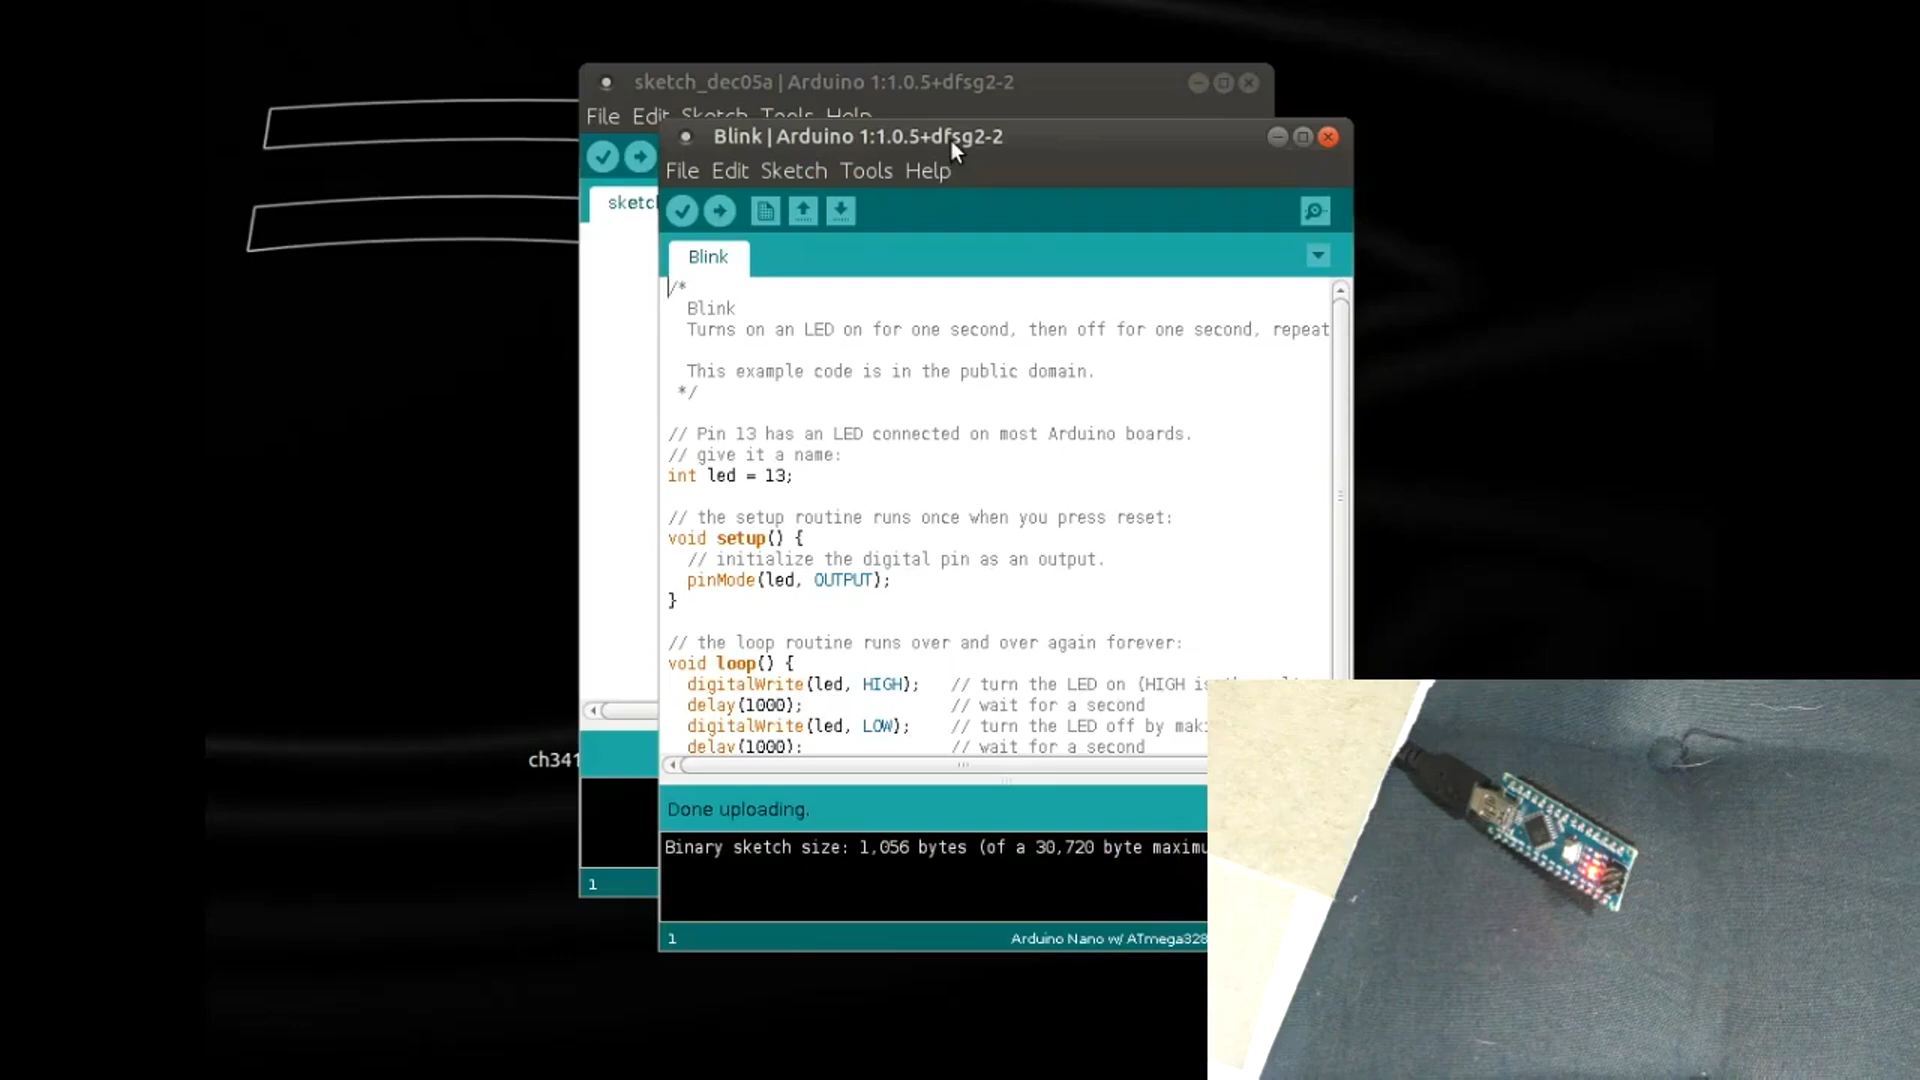 sketch_dec05a | Arduino 1:1.0.5+dfsg2-2
File Edit Sketch Tools Help
Blink | Arduino 1:1.0.5+dfsg2-2
File Edit Sketch Tools Help
sketc
Blink
/*
Blink
Turns on an LED on for one second, then off for one second, repeat
This example code is in the public domain.
*/
// Pin 13 has an LED connected on most Arduino boards.
// give it a name:
int led = 13;
// the setup routine runs once when you press reset:
void setup() {
// initialize the digital pin as an output.
pinMode(led, OUTPUT);
}
// the loop routine runs over and over again forever:
void loop() {
digitalWrite(led, HIGH); // turn the LED on (HIGH is
delay(1000); // wait for a second
digitalWrite(led, LOW); // turn the LED off by maki
delay(1000); // wait for a second
ch341
Done uploading.
Binary sketch size: 1,056 bytes (of a 30,720 byte maximu
1
1
Arduino Nano w/ ATmega328